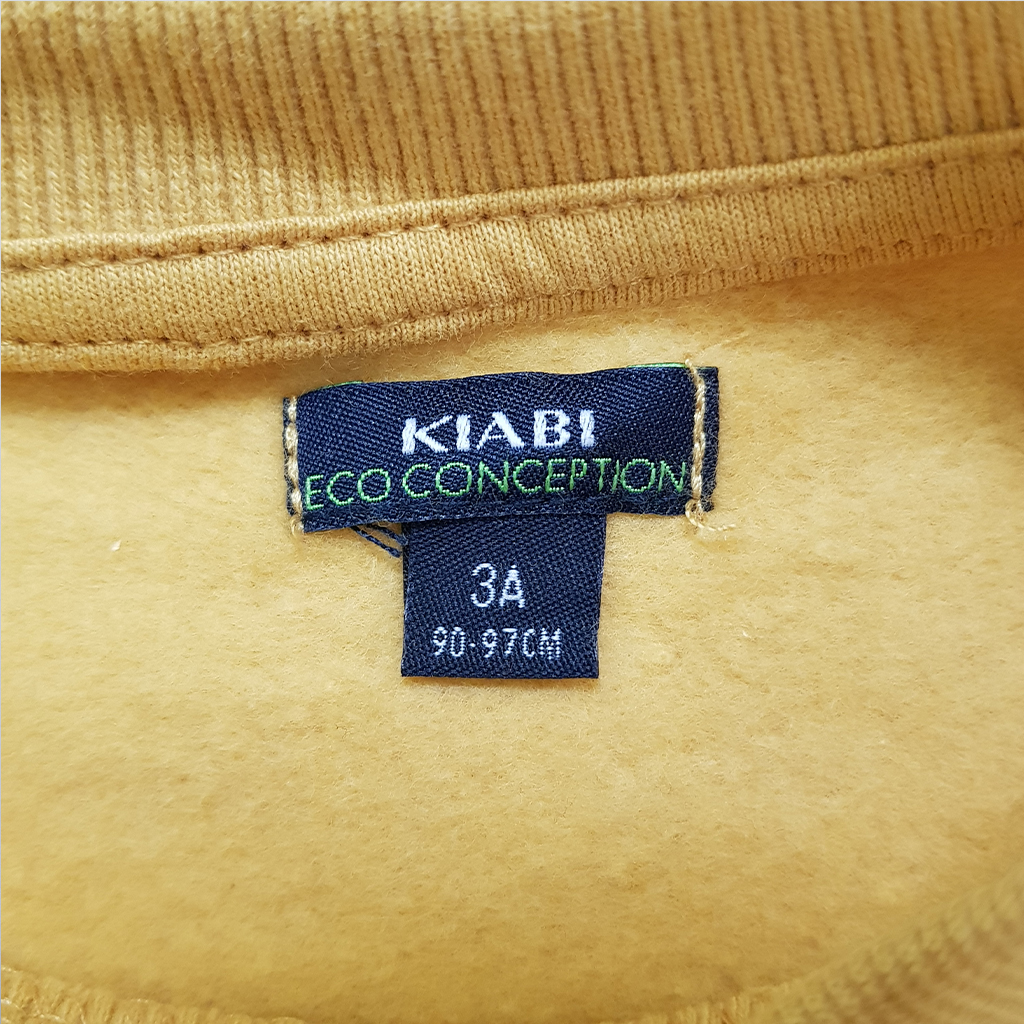 KIABI
ECO CONCEPTION
3A
90-97CM